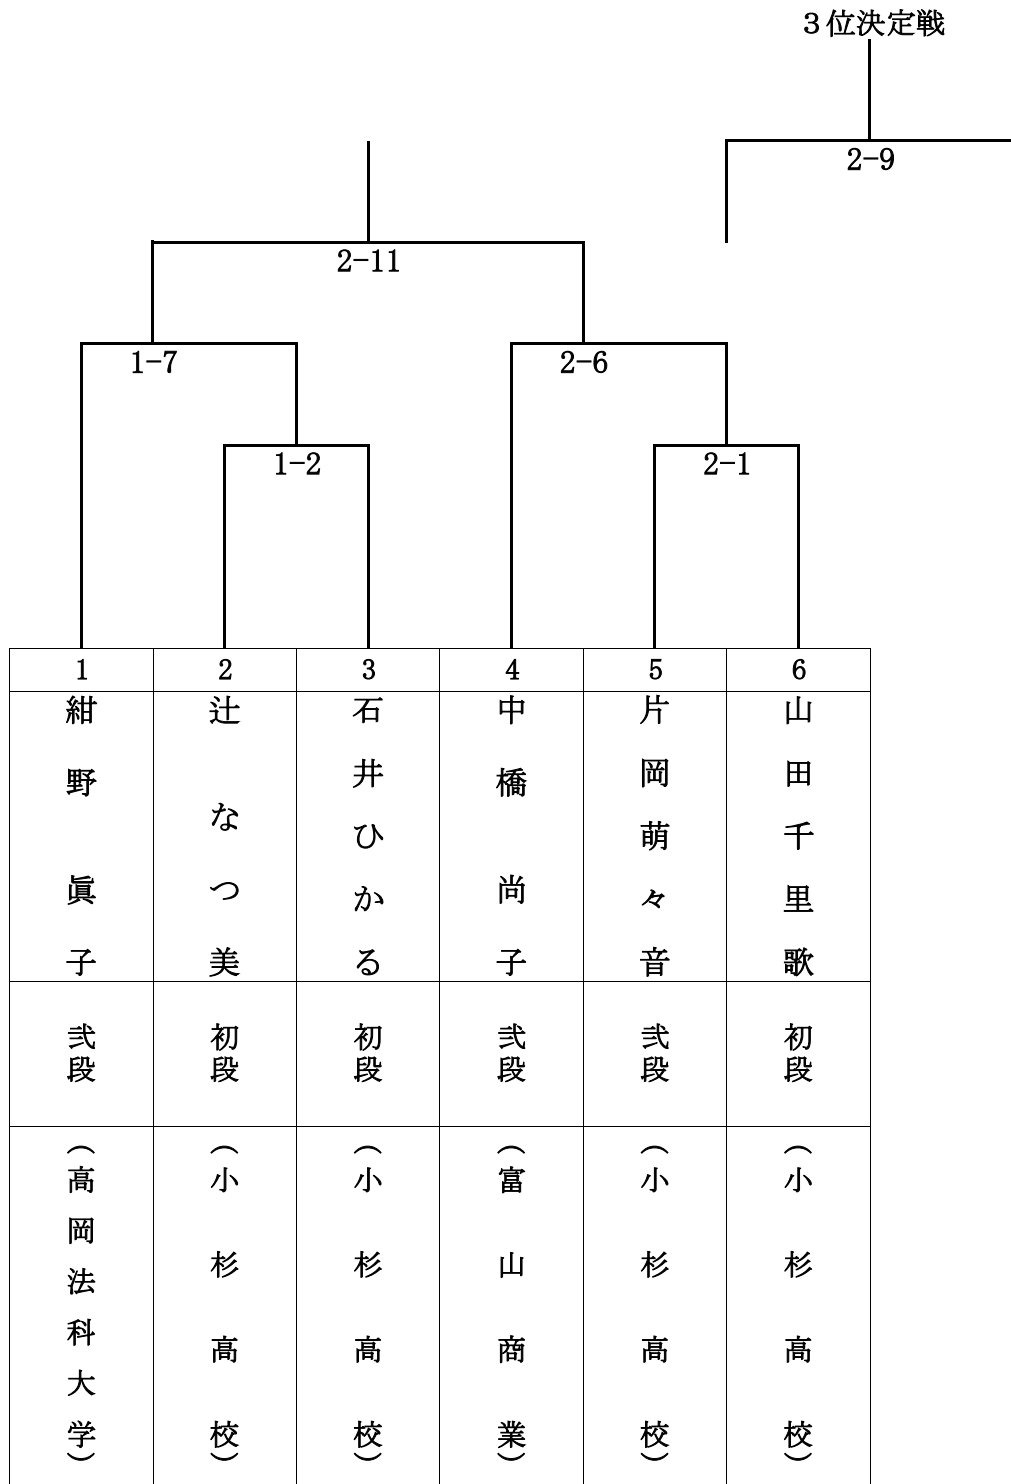 ３位決定戦
2-9
2-11
1-7
2-6
1-2
2-1
1
2
3
4
5
6
紺野眞子
辻なつ美
石井ひかる
中橋尚子
片岡萌々音
山田千里歌
弐段
初段
初段
弐段
弐段
初段
（高岡法科大学）
（小杉高校）
（小杉高校）
（富山商業）
（小杉高校）
（小杉高校）